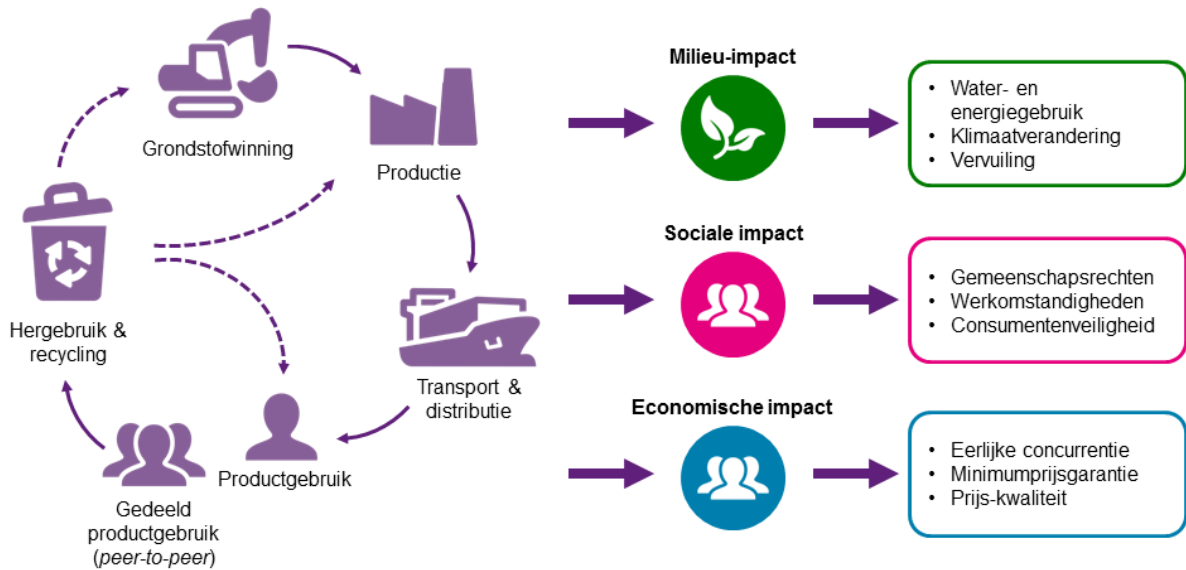 Grondstofwinning
Productie
Transport &
distributie
Productgebruik
Gedeeld
productgebruik
(peer-to-peer)
Hergebruik &
recycling
Milieu-impact
• Water- en
energiegebruik
• Klimaatverandering
• Vervuiling
Sociale impact
• Gemeenschapsrechten
• Werkomstandigheden
• Consumentenveiligheid
Economische impact
• Eerlijke concurrentie
• Minimumprijsgarantie
• Prijs-kwaliteit